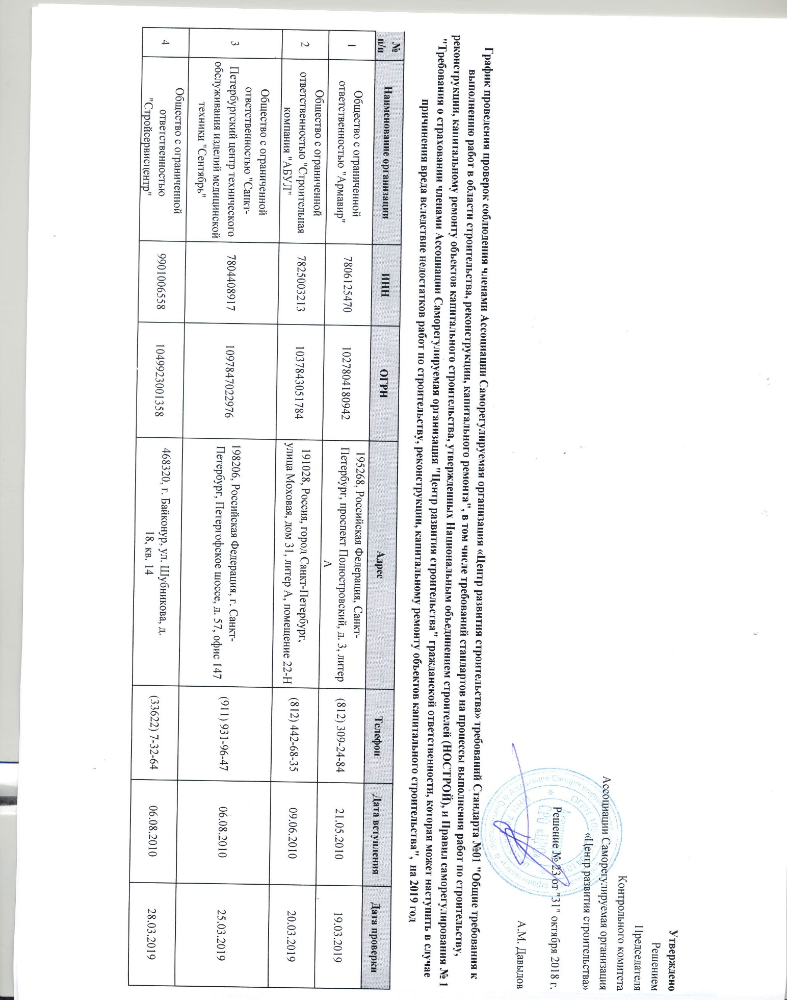 Утверждено
Решением
Председателя
Контрольного комитета
Ассоциации Саморегулируемая организация
«Центр развития строительства»
Решение № 23 от "31" октября 2018 г.
А.М. Давыдов
График проведения проверок соблюдения членами Ассоциации Саморегулируемая организация «Центр развития строительства» требований Стандарта №01 "Общие требования к
выполнению работ в области строительства, реконструкции, капитального ремонта", в том числе требований стандартов на процессы выполнения работ по строительству,
реконструкции, капитальному ремонту объектов капитального строительства, утвержденных Национальным объединением строителей (НОСТРОЙ), и Правил саморегулирования № 1
"Требования о страховании членами Ассоциации Саморегулируемая организация "Центр развития строительства" гражданской ответственности, которая может наступить в случае
причинения вреда вследствие недостатков работ по строительству, реконструкции, капитальному ремонту объектов капитального строительства", на 2019 год
№ п/п Наименование организации ИНН ОГРН Адрес Телефон Дата вступления Дата проверки
1
Общество с ограниченной
ответственностью "Армавир"
7806125470
1027804180942
195268, Российская Федерация, Санкт-
Петербург, проспект Полюстровский, д. 3, литер
А
(812) 309-24-84
21.05.2010
19.03.2019
2
Общество с ограниченной
ответственностью "Строительная
компания "АБУЛ"
7825003213
1037843051784
191028, Россия, город Санкт-Петербург,
улица Моховая, дом 31, литер А, помещение 22-Н
(812) 442-68-35
09.06.2010
20.03.2019
3
Общество с ограниченной
ответственностью "Санкт-
Петербургский центр технического
обслуживания изделий медицинской
техники "Сентябрь"
7804408917
1097847022976
198206, Российская Федерация, г. Санкт-
Петербург, Петергофское шоссе, д. 57, офис 147
(911) 931-96-47
06.08.2010
25.03.2019
4
Общество с ограниченной
ответственностью
"Стройсервисцентр"
9901006558
1049923001358
468320, г. Байконур, ул. Шубникова, д.
18, кв. 14
(33622) 7-32-64
06.08.2010
28.03.2019